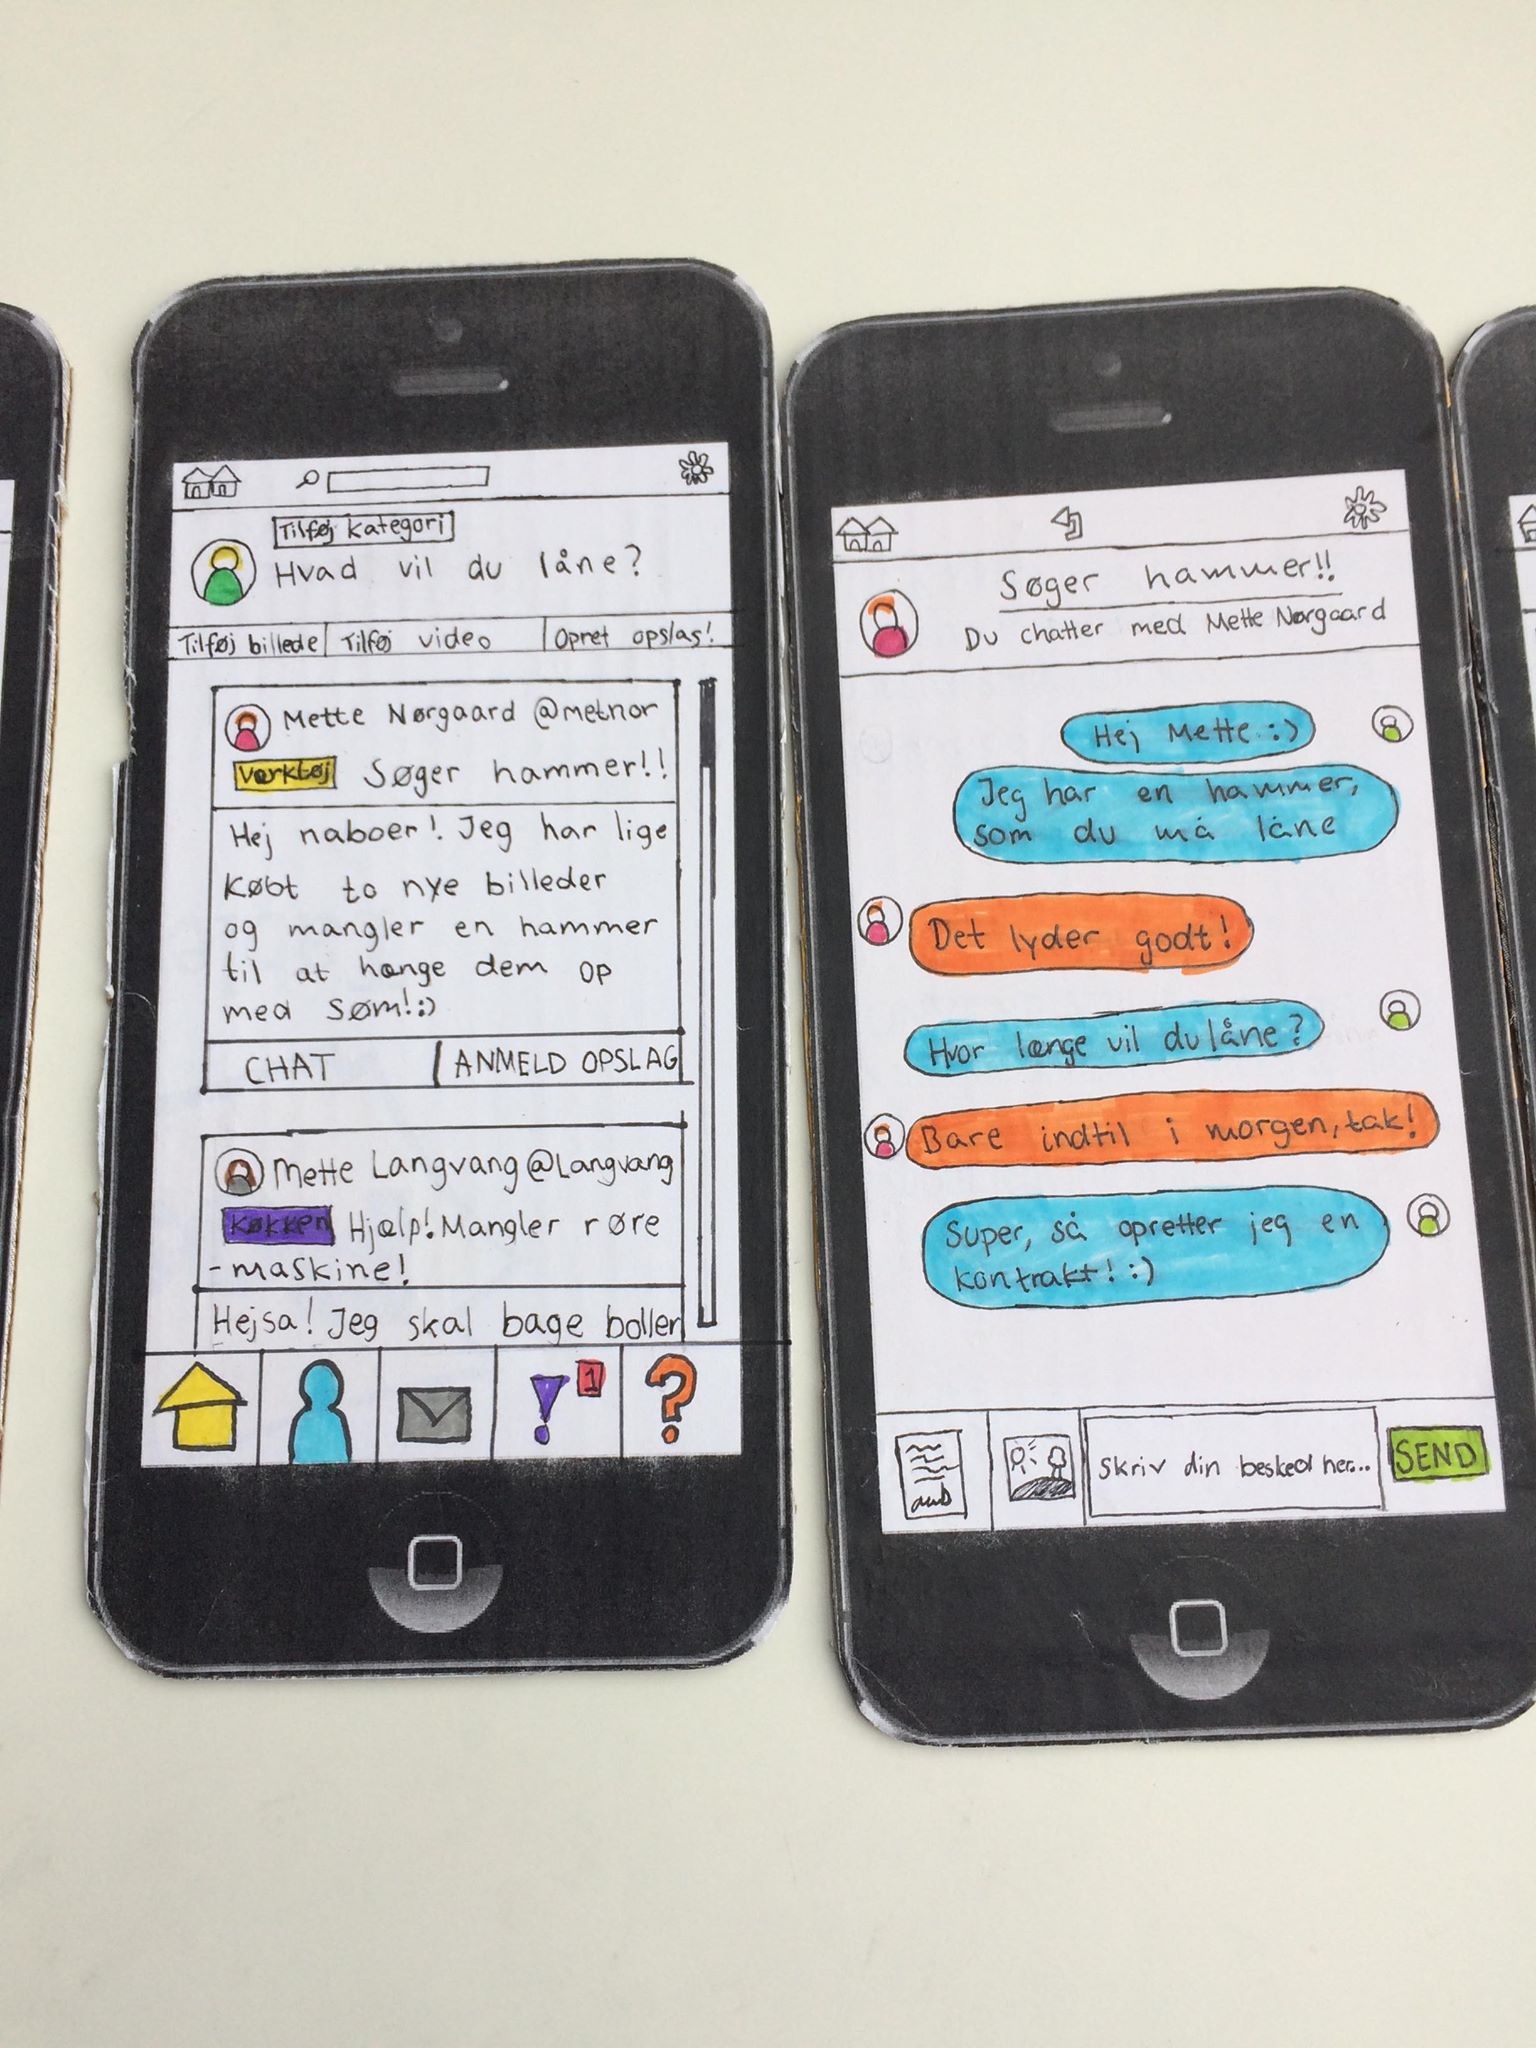 Tilføj kategori
Hvad vil du låne?
Tilføj billede Tilføj video Opret opslag!
Mette Nørgaard @metnor
Værktøj Søger hammer!!
Hej naboer! Jeg har lige
købt to nye billeder
og mangler en hammer
til at hænge dem op
med søm!:)
CHAT ANMELD OPSLAG
Mette Langvang @Langvang
Køkken Hjælp! Mangler røre
-maskine!
Hejsa! Jeg skal bage boller
1
Søger hammer!!
Du chatter med Mette Nørgaard
Hej Mette :)
Jeg har en hammer,
som du må låne
Det lyder godt!
Hvor længe vil du låne?
Bare indtil i morgen, tak!
Super, så opretter jeg en
kontrakt! :)
Skriv din besked her...
SEND